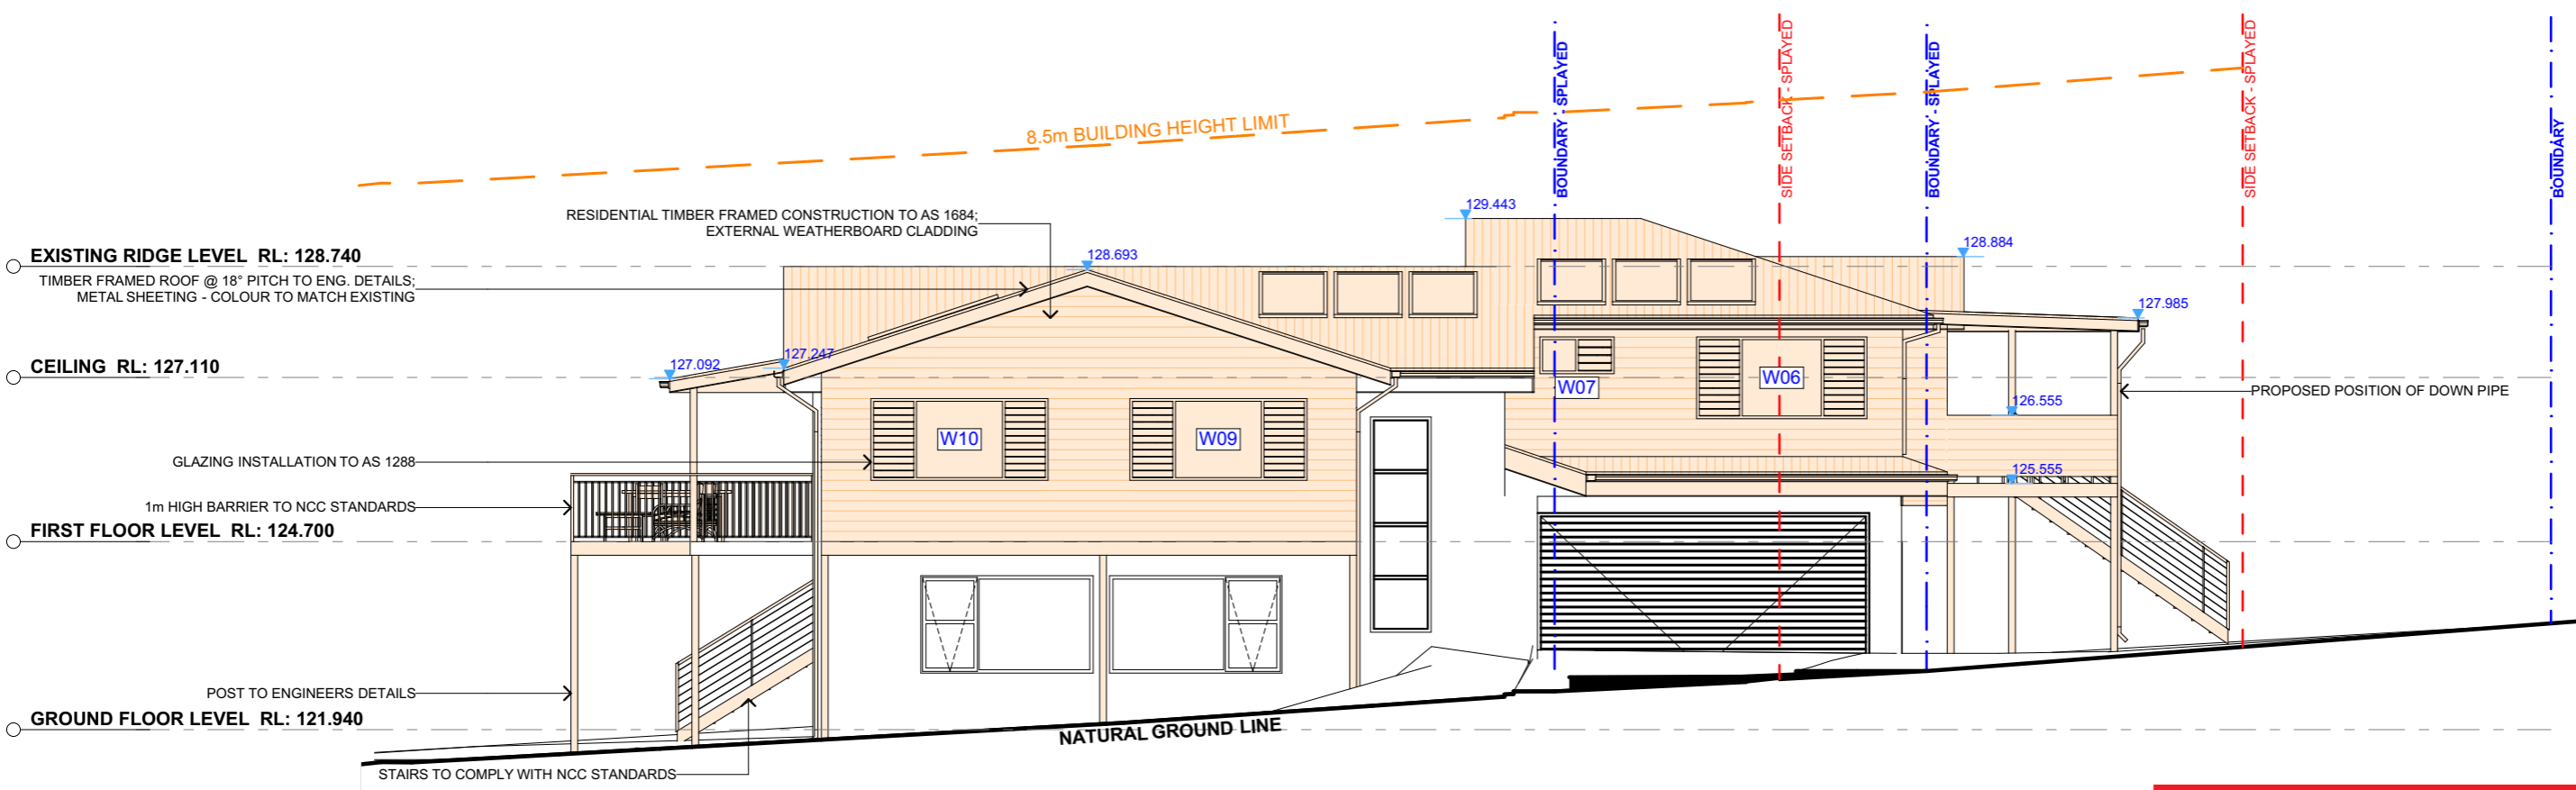 BOUNDARY - SPLAYED
SIDE SETBACK - SPLAYED
BOUNDARY - SPLAYED
SIDE SETBACK - SPLAYED
BOUNDARY
8.5m BUILDING HEIGHT LIMIT
RESIDENTIAL TIMBER FRAMED CONSTRUCTION TO AS 1684;
EXTERNAL WEATHERBOARD CLADDING
129.443
128.884
128.693
EXISTING RIDGE LEVEL RL: 128.740
TIMBER FRAMED ROOF @ 18° PITCH TO ENG. DETAILS;
METAL SHEETING - COLOUR TO MATCH EXISTING
127.985
127.247
127.092
CEILING RL: 127.110
W07
W06
PROPOSED POSITION OF DOWN PIPE
126.555
W10
W09
GLAZING INSTALLATION TO AS 1288
125.555
1m HIGH BARRIER TO NCC STANDARDS
FIRST FLOOR LEVEL RL: 124.700
POST TO ENGINEERS DETAILS
GROUND FLOOR LEVEL RL: 121.940
NATURAL GROUND LINE
STAIRS TO COMPLY WITH NCC STANDARDS